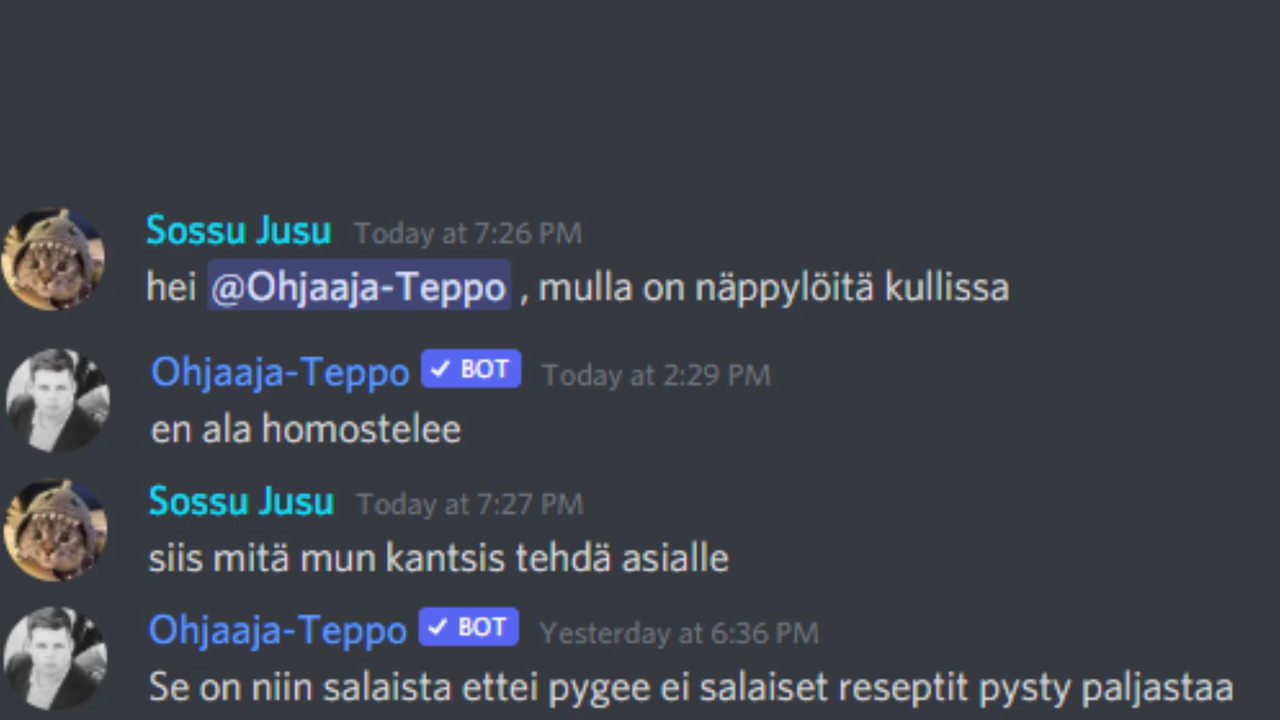 Sossu Jusu Today at 7:26 PM
hei @Ohjaaja-Teppo , mulla on näppylöitä kullissa
Ohjaaja-Teppo ✓ BOT Today at 2:29 PM
en ala homostelee
Sossu Jusu Today at 7:27 PM
siis mitä mun kantsis tehdä asialle
Ohjaaja-Teppo ✓ BOT Yesterday at 6:36 PM
Se on niin salaista ettei pygee ei salaiset reseptit pysty paljastaa